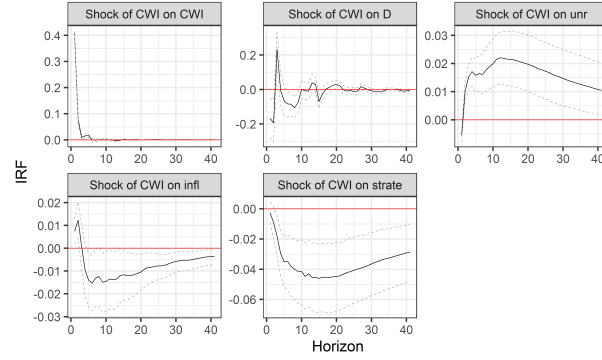 Shock of CWI on CWI
Shock of CWI on D
Shock of CWI on unr
0.4
0.3
0.2
0.1
0.0
0 10 20 30 40
0.2
0.0
-0.2
0 10 20 30 40
0.03
0.02
0.01
0.00
0 10 20 30 40
IRF
Shock of CWI on infl
Shock of CWI on strate
0.02
0.01
0.00
-0.01
-0.02
-0.03
0 10 20 30 40
0.00
-0.02
-0.04
-0.06
0 10 20 30 40
Horizon